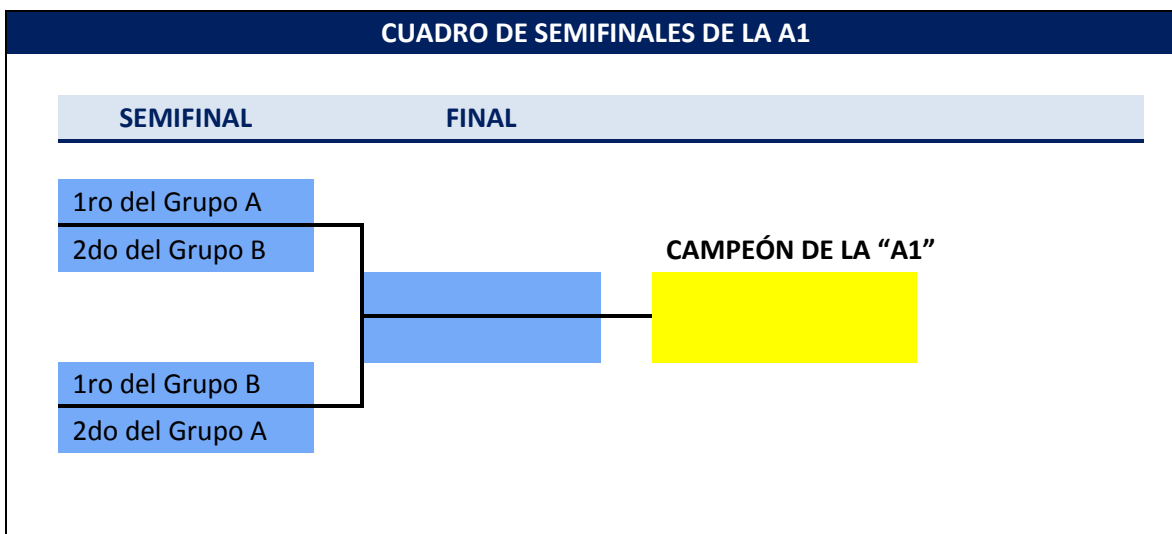 CUADRO DE SEMIFINALES DE LA A1
SEMIFINAL FINAL
1ro del Grupo A
2do del Grupo B
CAMPEÓN DE LA “A1”
1ro del Grupo B
2do del Grupo A